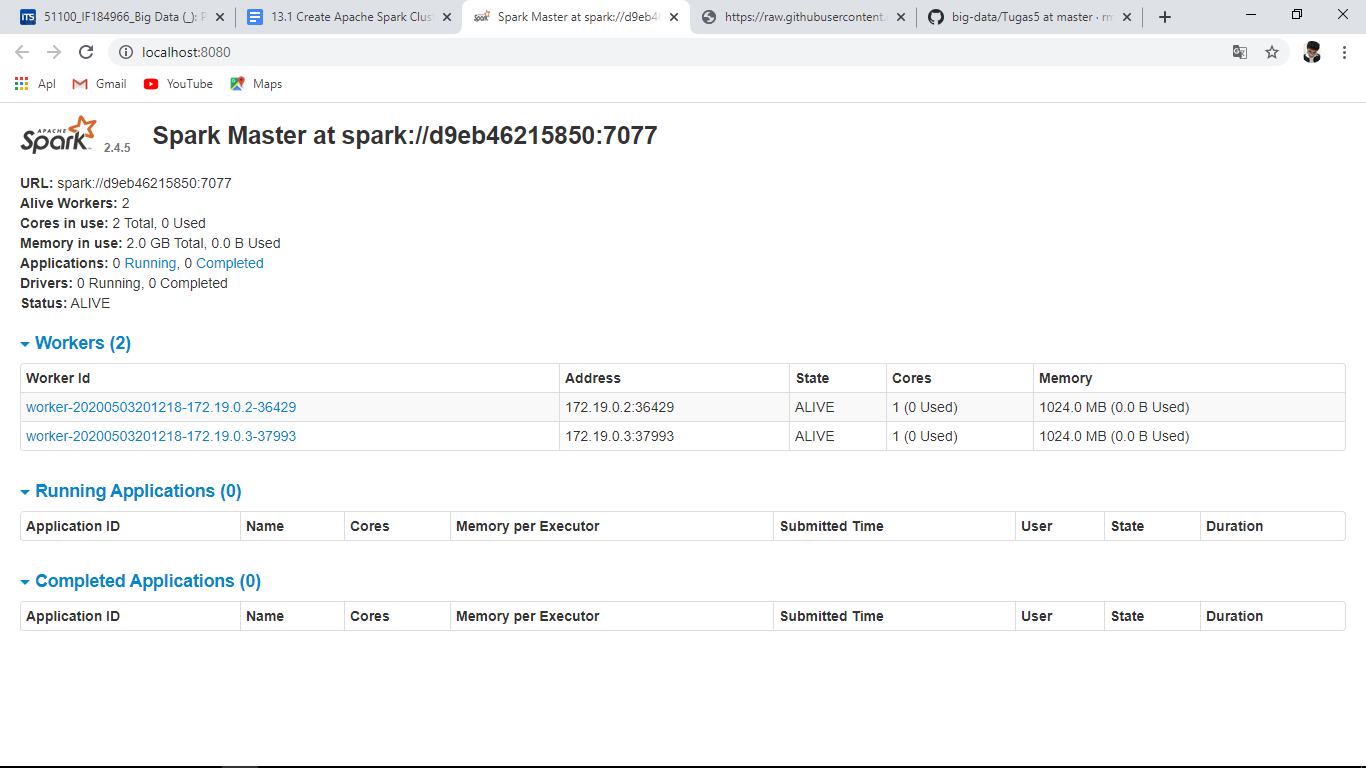 51100_IF184966_Big Data (_): P
13.1 Create Apache Spark Clus
Spark Master at spark://d9eb46
https://raw.githubusercontent.
big-data/Tugas5 at master ·
localhost:8080
Apl Gmail YouTube Maps
APACHE Spark 2.4.5 Spark Master at spark://d9eb46215850:7077
URL: spark://d9eb46215850:7077
Alive Workers: 2
Cores in use: 2 Total, 0 Used
Memory in use: 2.0 GB Total, 0.0 B Used
Applications: 0 Running, 0 Completed
Drivers: 0 Running, 0 Completed
Status: ALIVE
Workers (2)
Worker Id Address State Cores Memory
worker-20200503201218-172.19.0.2-36429 172.19.0.2:36429 ALIVE 1 (0 Used) 1024.0 MB (0.0 B Used)
worker-20200503201218-172.19.0.3-37993 172.19.0.3:37993 ALIVE 1 (0 Used) 1024.0 MB (0.0 B Used)
Running Applications (0)
Application ID Name Cores Memory per Executor Submitted Time User State Duration
Completed Applications (0)
Application ID Name Cores Memory per Executor Submitted Time User State Duration